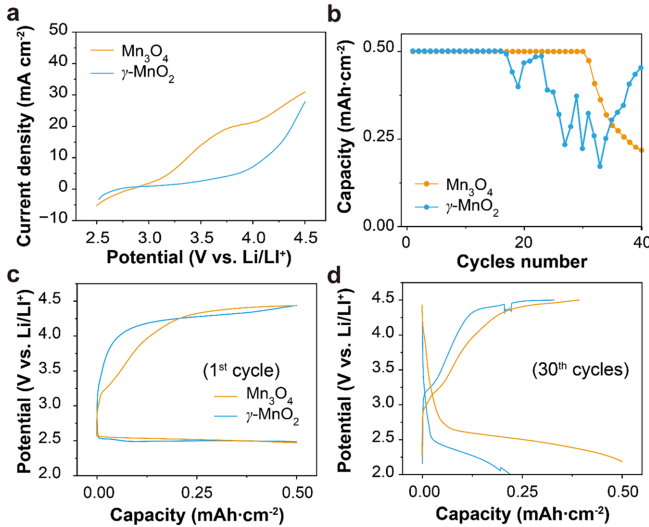 a
Current density (mA cm⁻²)
50
40
30
20
10
0
−10
Mn₃O₄
γ-MnO₂
2.5 3.0 3.5 4.0 4.5
Potential (V vs. Li/LI⁺)
b
Capacity (mAh·cm⁻²)
0.50
0.25
0.00
Mn₃O₄
γ-MnO₂
0 20 40
Cycles number
c
Potential (V vs. Li/LI⁺)
4.5
4.0
3.5
3.0
2.5
2.0
(1ˢᵗ cycle)
Mn₃O₄
γ-MnO₂
0.00 0.25 0.50
Capacity (mAh·cm⁻²)
d
Potential (V vs. Li/LI⁺)
4.5
4.0
3.5
3.0
2.5
2.0
(30ᵗʰ cycles)
0.00 0.25 0.50
Capacity (mAh·cm⁻²)